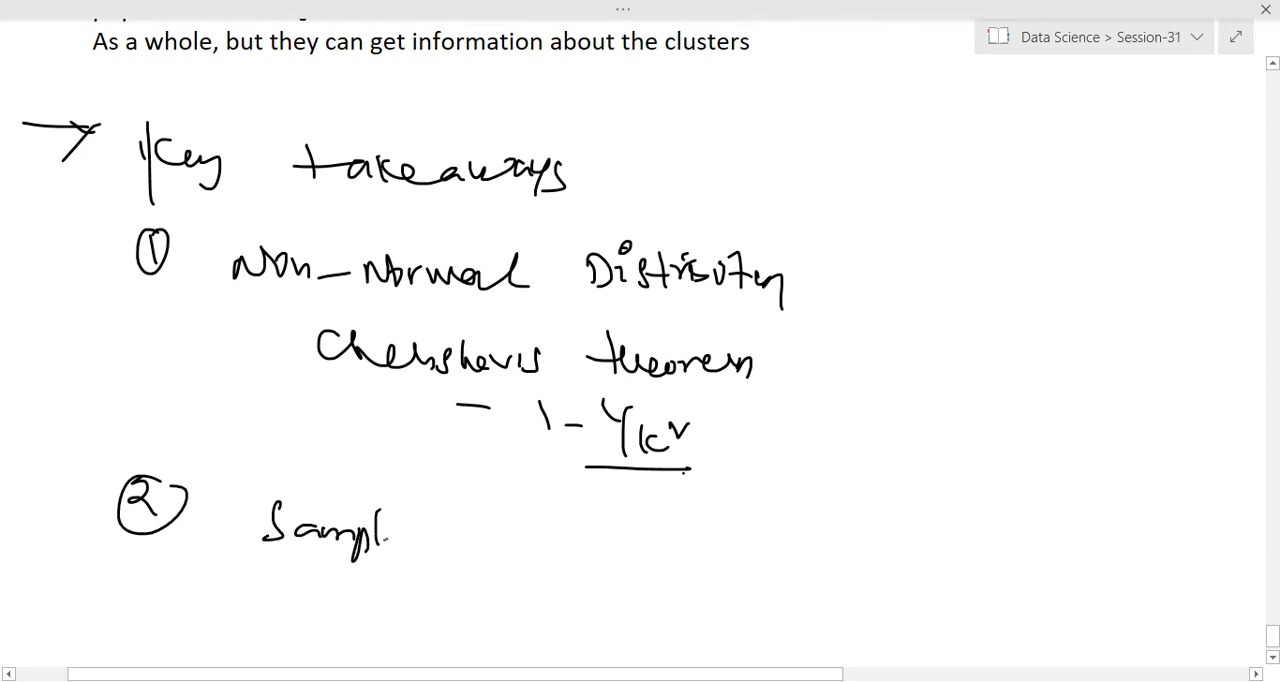 As a whole, but they can get information about the clusters
Data Science > Session-31
→ Key takeaways
① Non-Normal Distribution
Chebshevis theorem
- 1-1/k²
② Sampl